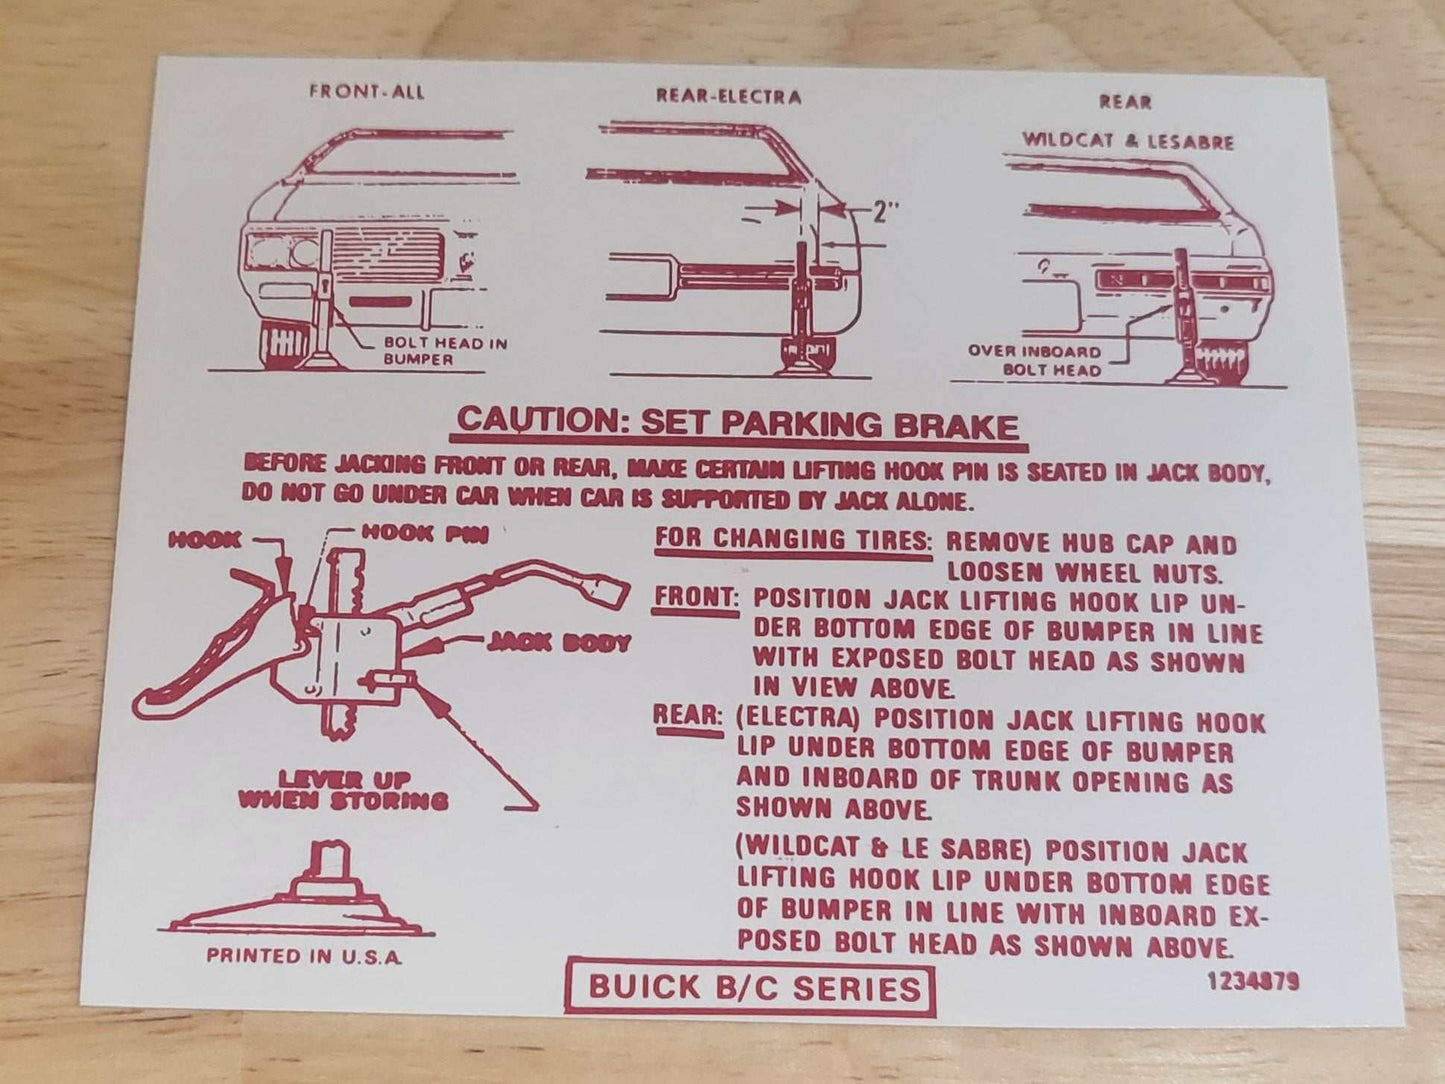 FRONT-ALL
REAR-ELECTRA
REAR
WILDCAT & LESABRE
2"
BOLT HEAD IN
BUMPER
OVER INBOARD
BOLT HEAD
CAUTION: SET PARKING BRAKE
BEFORE JACKING FRONT OR REAR, MAKE CERTAIN LIFTING HOOK PIN IS SEATED IN JACK BODY,
DO NOT GO UNDER CAR WHEN CAR IS SUPPORTED BY JACK ALONE.
HOOK
HOOK PIN
JACK BODY
LEVER UP
WHEN STORING
PRINTED IN U.S.A.
FOR CHANGING TIRES: REMOVE HUB CAP AND
LOOSEN WHEEL NUTS.
FRONT: POSITION JACK LIFTING HOOK LIP UN-
DER BOTTOM EDGE OF BUMPER IN LINE
WITH EXPOSED BOLT HEAD AS SHOWN
IN VIEW ABOVE.
REAR: (ELECTRA) POSITION JACK LIFTING HOOK
LIP UNDER BOTTOM EDGE OF BUMPER
AND INBOARD OF TRUNK OPENING AS
SHOWN ABOVE.
(WILDCAT & LE SABRE) POSITION JACK
LIFTING HOOK LIP UNDER BOTTOM EDGE
OF BUMPER IN LINE WITH INBOARD EX-
POSED BOLT HEAD AS SHOWN ABOVE.
BUICK B/C SERIES
1234879